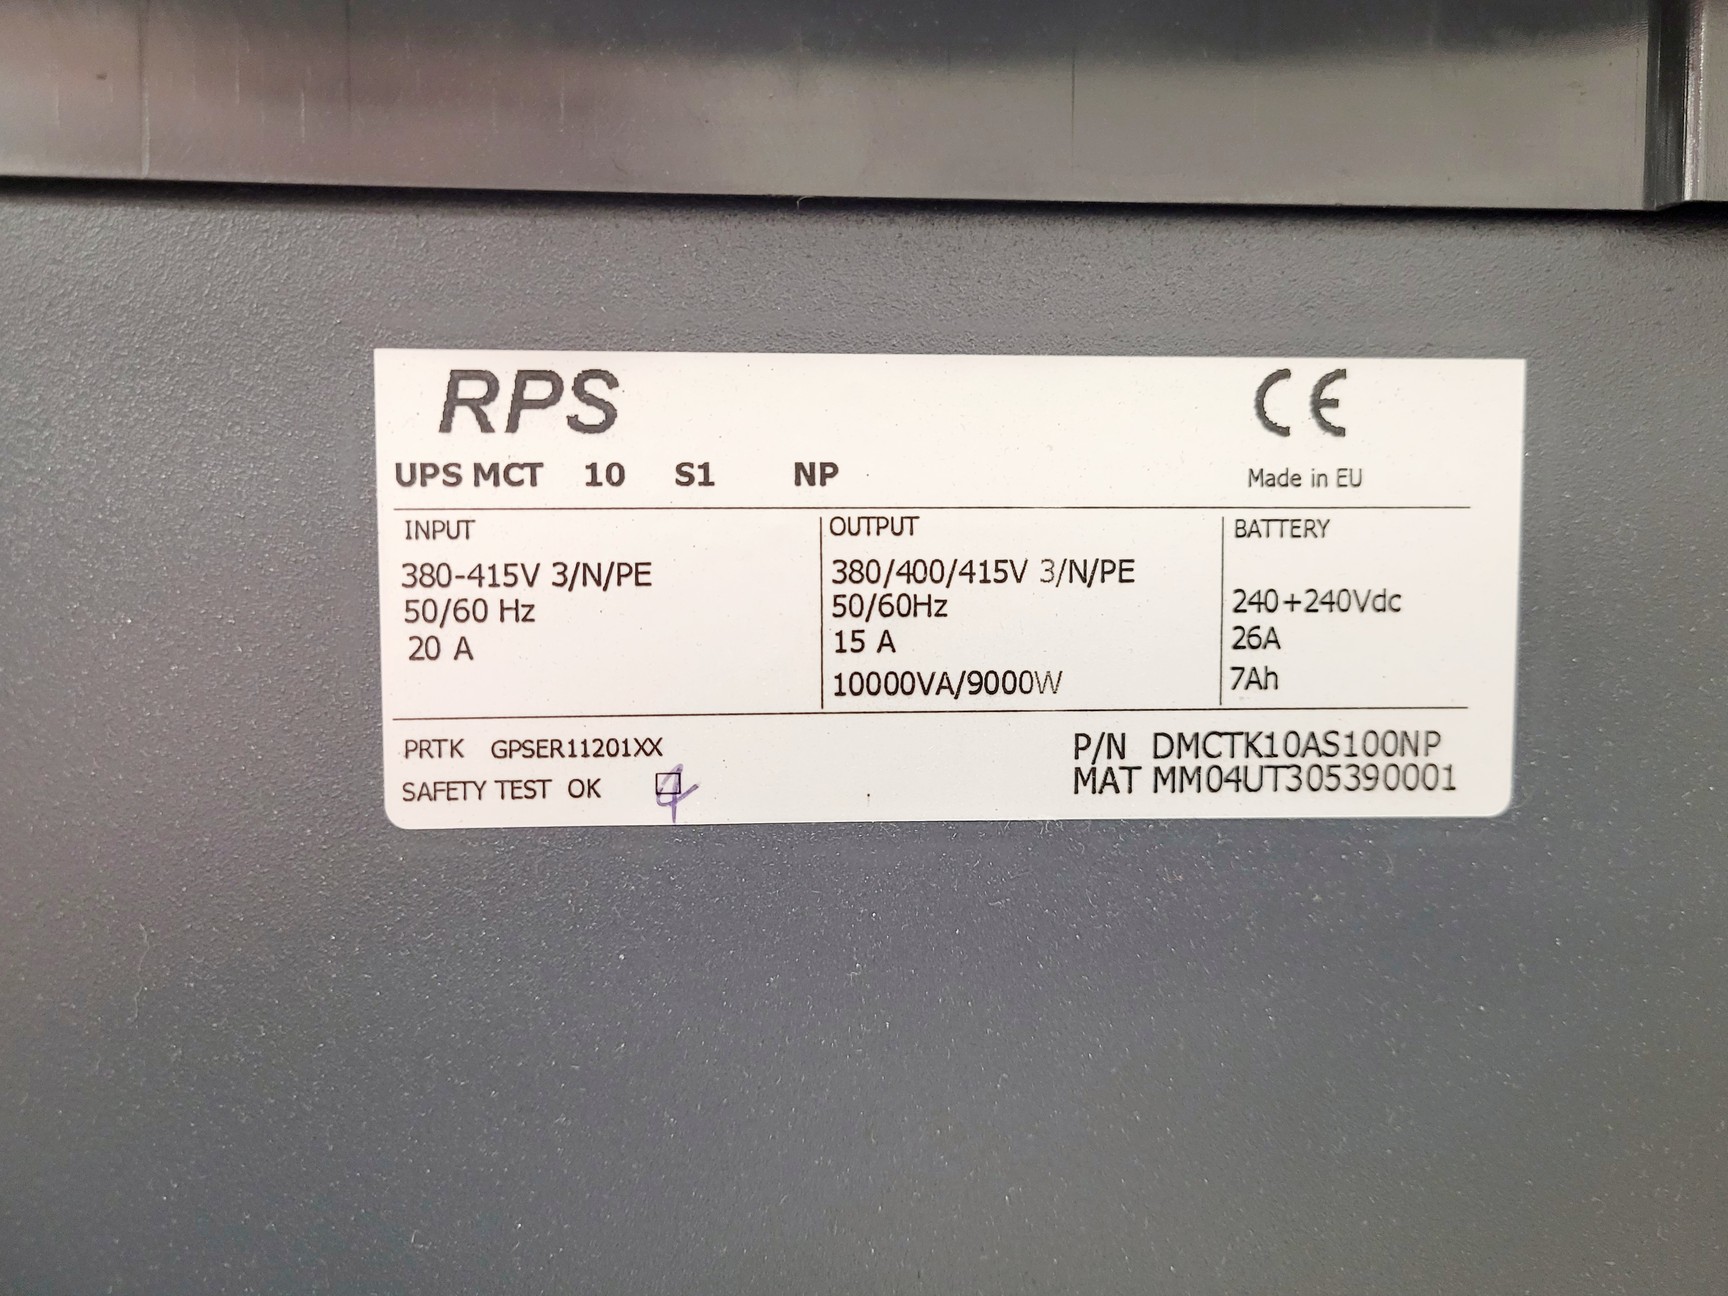 RPS CE
UPS MCT 10 S1 NP Made in EU
INPUT
380-415V 3/N/PE
50/60 Hz
20 A
OUTPUT
380/400/415V 3/N/PE
50/60Hz
15 A
10000VA/9000W
BATTERY
240+240Vdc
26A
7Ah
PRTK GPSER11201XX
SAFETY TEST OK
P/N DMCTK10AS100NP
MAT MM04UT305390001